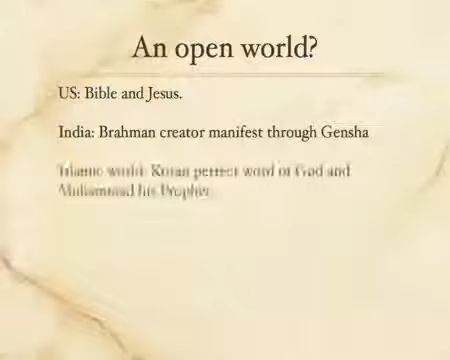 An open world?
US: Bible and Jesus.
India: Brahman creator manifest through Gensha
Islamic world: Koran perfect word of God and
Muhammad his Prophet.